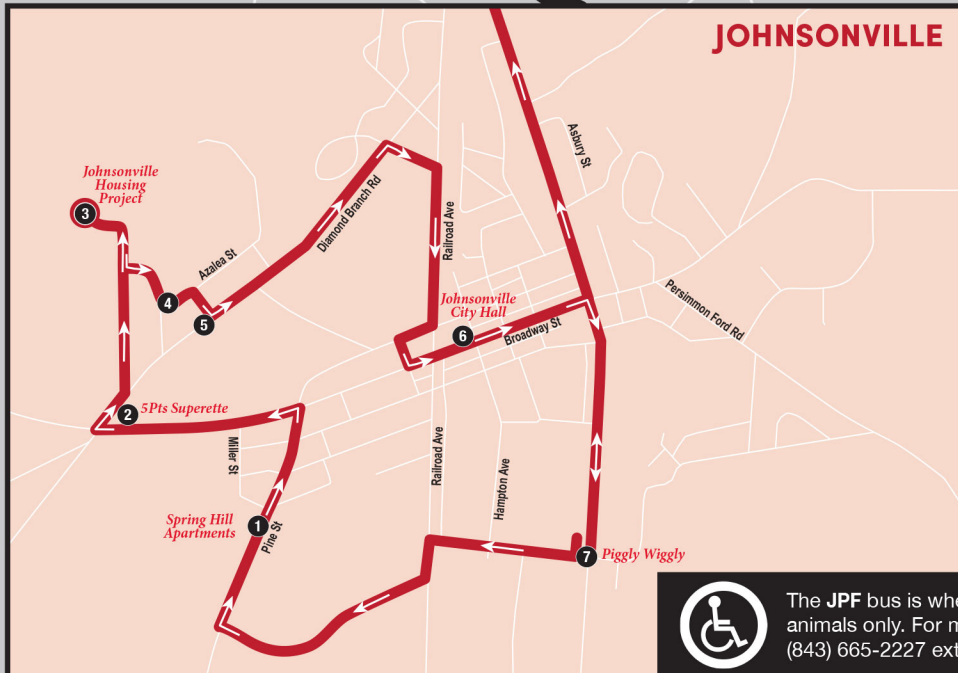 JOHNSONVILLE
Asbury St
Johnsonville
Housing
Project
3
Diamond Branch Rd
Railroad Ave
Azalea St
4
5
Johnsonville
City Hall
6
Broadway St
Persimmon Ford Rd
2
5Pts Superette
Miller St
Railroad Ave
Hampton Ave
Spring Hill
Apartments
1
Pine St
7
Piggly Wiggly
The JPF bus is
animals only. For
(843) 665-2227